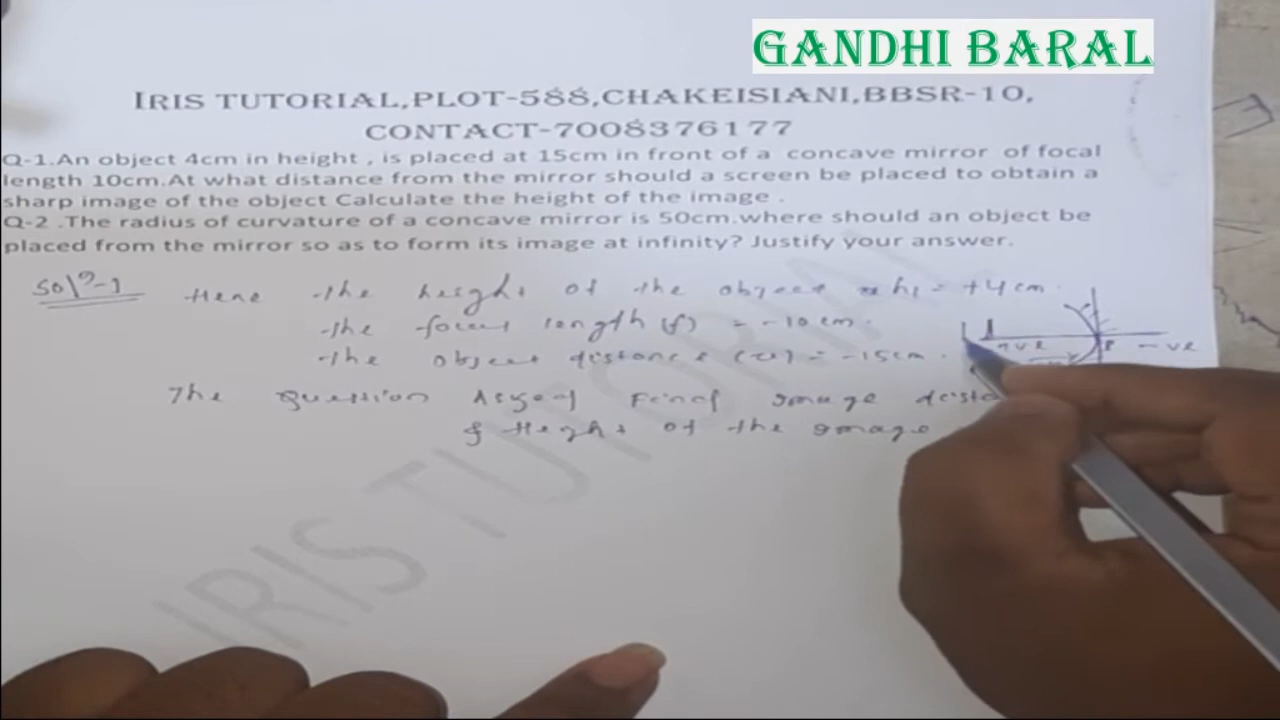 GANDHI BARAL
IRIS TUTORIAL,PLOT-588,CHAKEISIANI,BBSR-10,
CONTACT-7008376177
Q-1.An object 4cm in height , is placed at 15cm in front of a concave mirror of focal
length 10cm.At what distance from the mirror should a screen be placed to obtain a
sharp image of the object Calculate the height of the image .
Q-2 .The radius of curvature of a concave mirror is 50cm.where should an object be
placed from the mirror so as to form its image at infinity? Justify your answer.
Here the height of the object h1 = +4cm.
the focus length (f) = -10cm.
the object distance (u) = -15cm.
The question find image
& Height of the image
P -ve
IRIS TUTORIAL